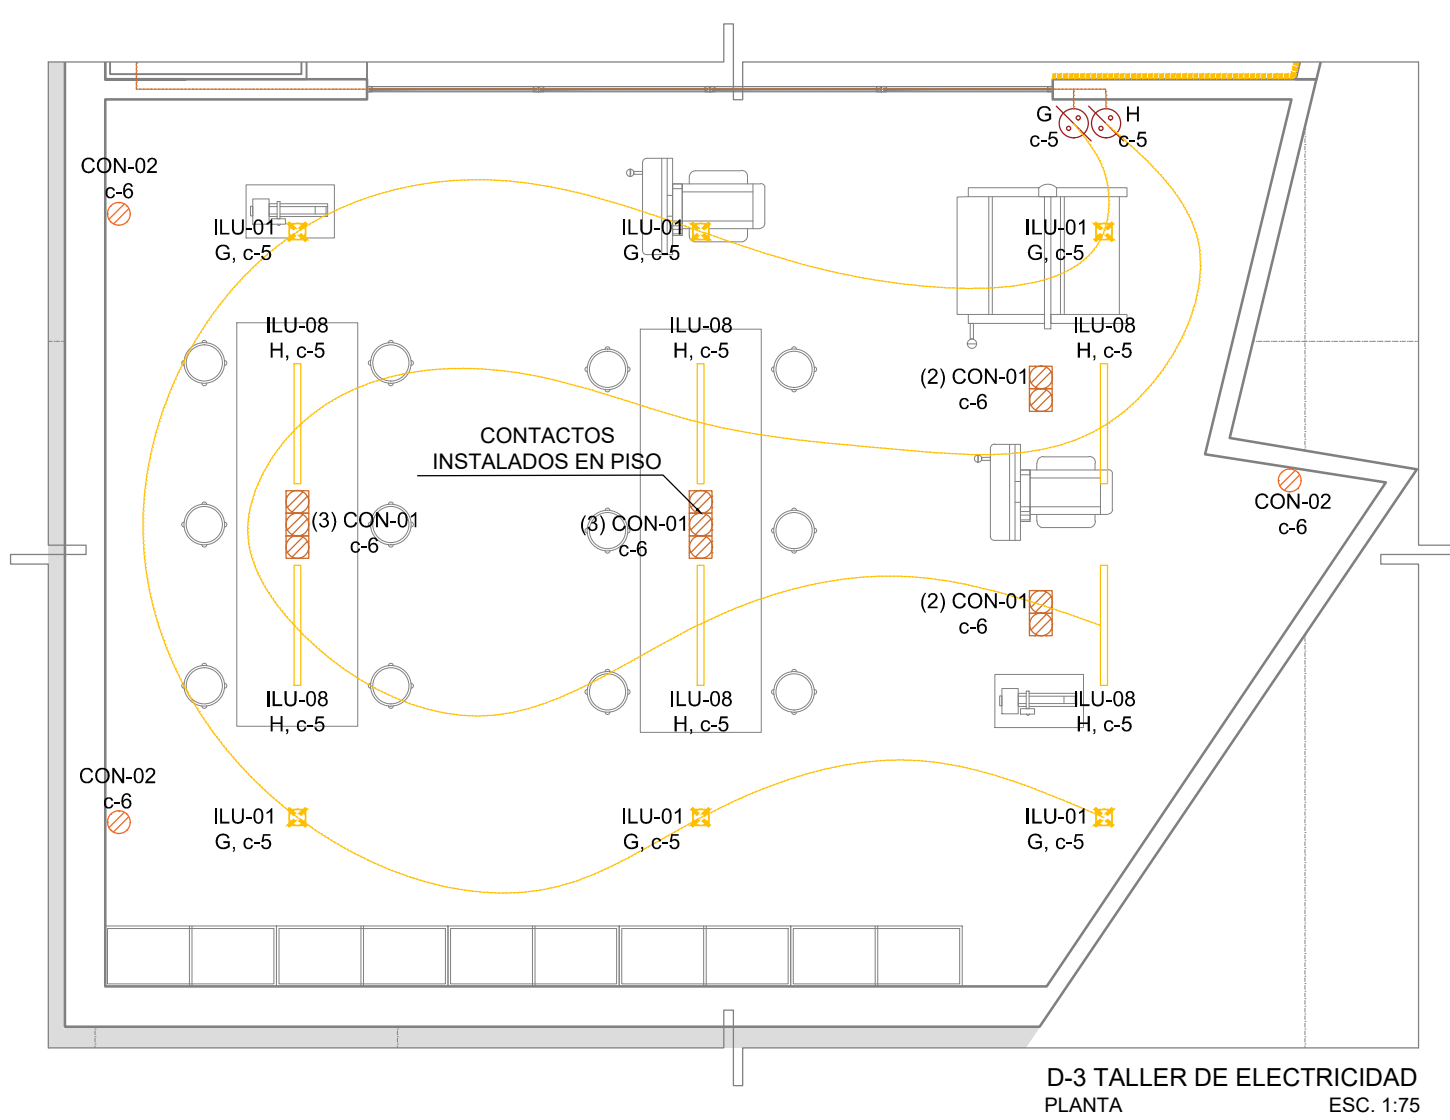 G
c-5
H
c-5
CON-02
c-6
ILU-01
G, c-5
ILU-01
G, c-5
ILU-01
G, c-5
ILU-08
H, c-5
ILU-08
H, c-5
ILU-08
H, c-5
(2) CON-01
c-6
CONTACTOS
INSTALADOS EN PISO
(3) CON-01
c-6
(3) CON-01
c-6
CON-02
c-6
(2) CON-01
c-6
ILU-08
H, c-5
ILU-08
H, c-5
ILU-08
H, c-5
CON-02
c-6
ILU-01
G, c-5
ILU-01
G, c-5
ILU-01
G, c-5
D-3 TALLER DE ELECTRICIDAD
PLANTA ESC. 1:75